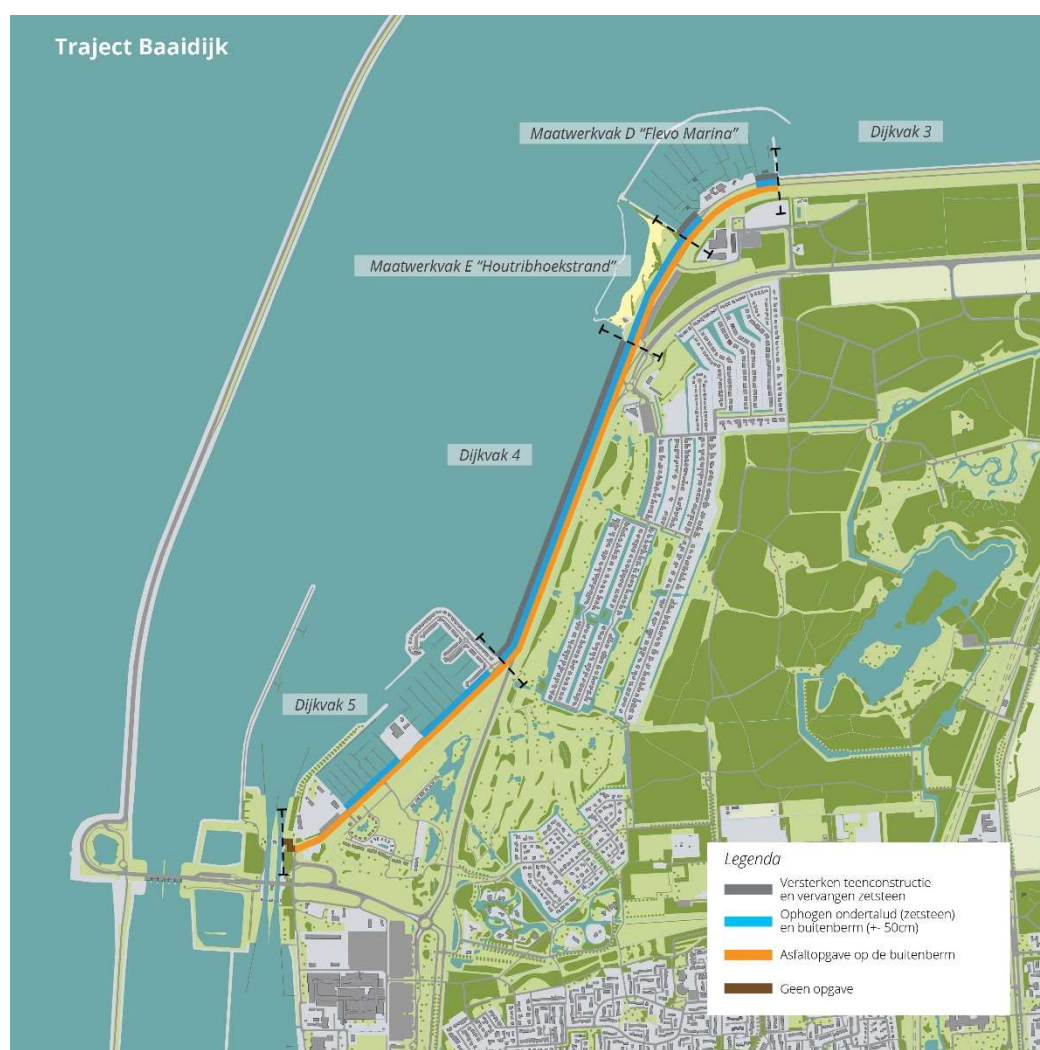 Traject Baaidijk
Maatwerkvak D “Flevo Marina”
Dijkvak 3
Maatwerkvak E “Houtribhoekstrand”
Dijkvak 4
Dijkvak 5
Legenda
Versterken teenconstructie
en vervangen zetsteen
Ophogen ondertalud (zetsteen)
en buitenberm (+- 50cm)
Asfaltopgave op de buitenberm
Geen opgave